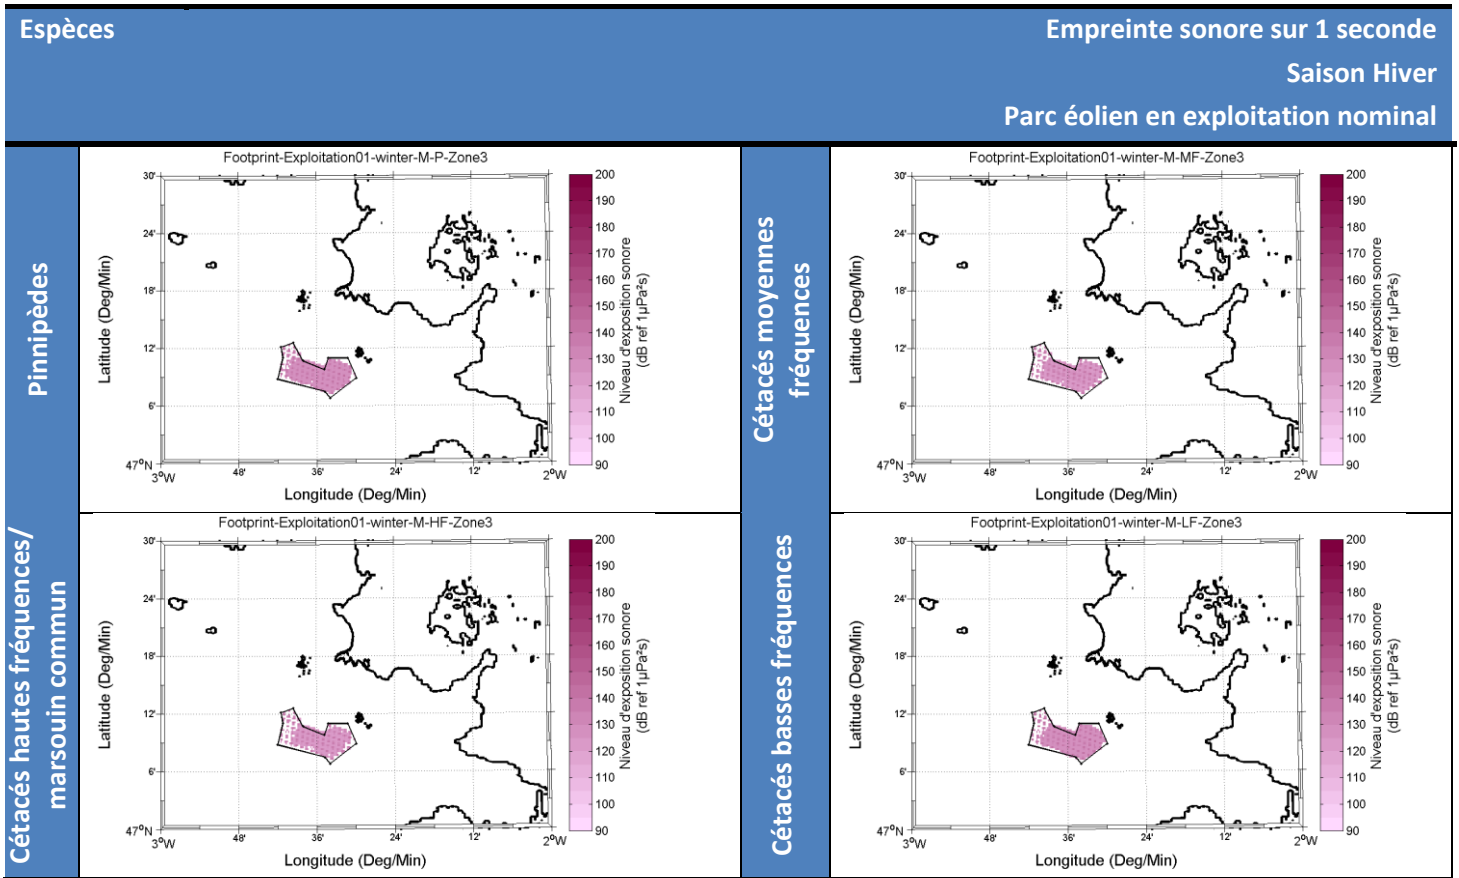 Espèces
Empreinte sonore sur 1 seconde
Saison Hiver
Parc éolien en exploitation nominal
Pinnipèdes
Footprint-Exploitation01-winter-M-P-Zone3
30'
24'
18'
12'
6'
47°N
3°W
48'
36'
24'
12'
2°W
Latitude (Deg/Min)
Longitude (Deg/Min)
200
190
180
170
160
150
140
130
120
110
100
90
Niveau d'exposition sonore
(dB ref 1µPa²s)
Cétacés moyennes
fréquences
Footprint-Exploitation01-winter-M-MF-Zone3
30'
24'
18'
12'
6'
47°N
3°W
48'
36'
24'
12'
2°W
Latitude (Deg/Min)
Longitude (Deg/Min)
200
190
180
170
160
150
140
130
120
110
100
90
Niveau d'exposition sonore
(dB ref 1µPa²s)
Cétacés hautes fréquences/
marsouin commun
Footprint-Exploitation01-winter-M-HF-Zone3
30'
24'
18'
12'
6'
47°N
3°W
48'
36'
24'
12'
2°W
Latitude (Deg/Min)
Longitude (Deg/Min)
200
190
180
170
160
150
140
130
120
110
100
90
Niveau d'exposition sonore
(dB ref 1µPa²s)
Cétacés basses fréquences
Footprint-Exploitation01-winter-M-LF-Zone3
30'
24'
18'
12'
6'
47°N
3°W
48'
36'
24'
12'
2°W
Latitude (Deg/Min)
Longitude (Deg/Min)
200
190
180
170
160
150
140
130
120
110
100
90
Niveau d'exposition sonore
(dB ref 1µPa²s)